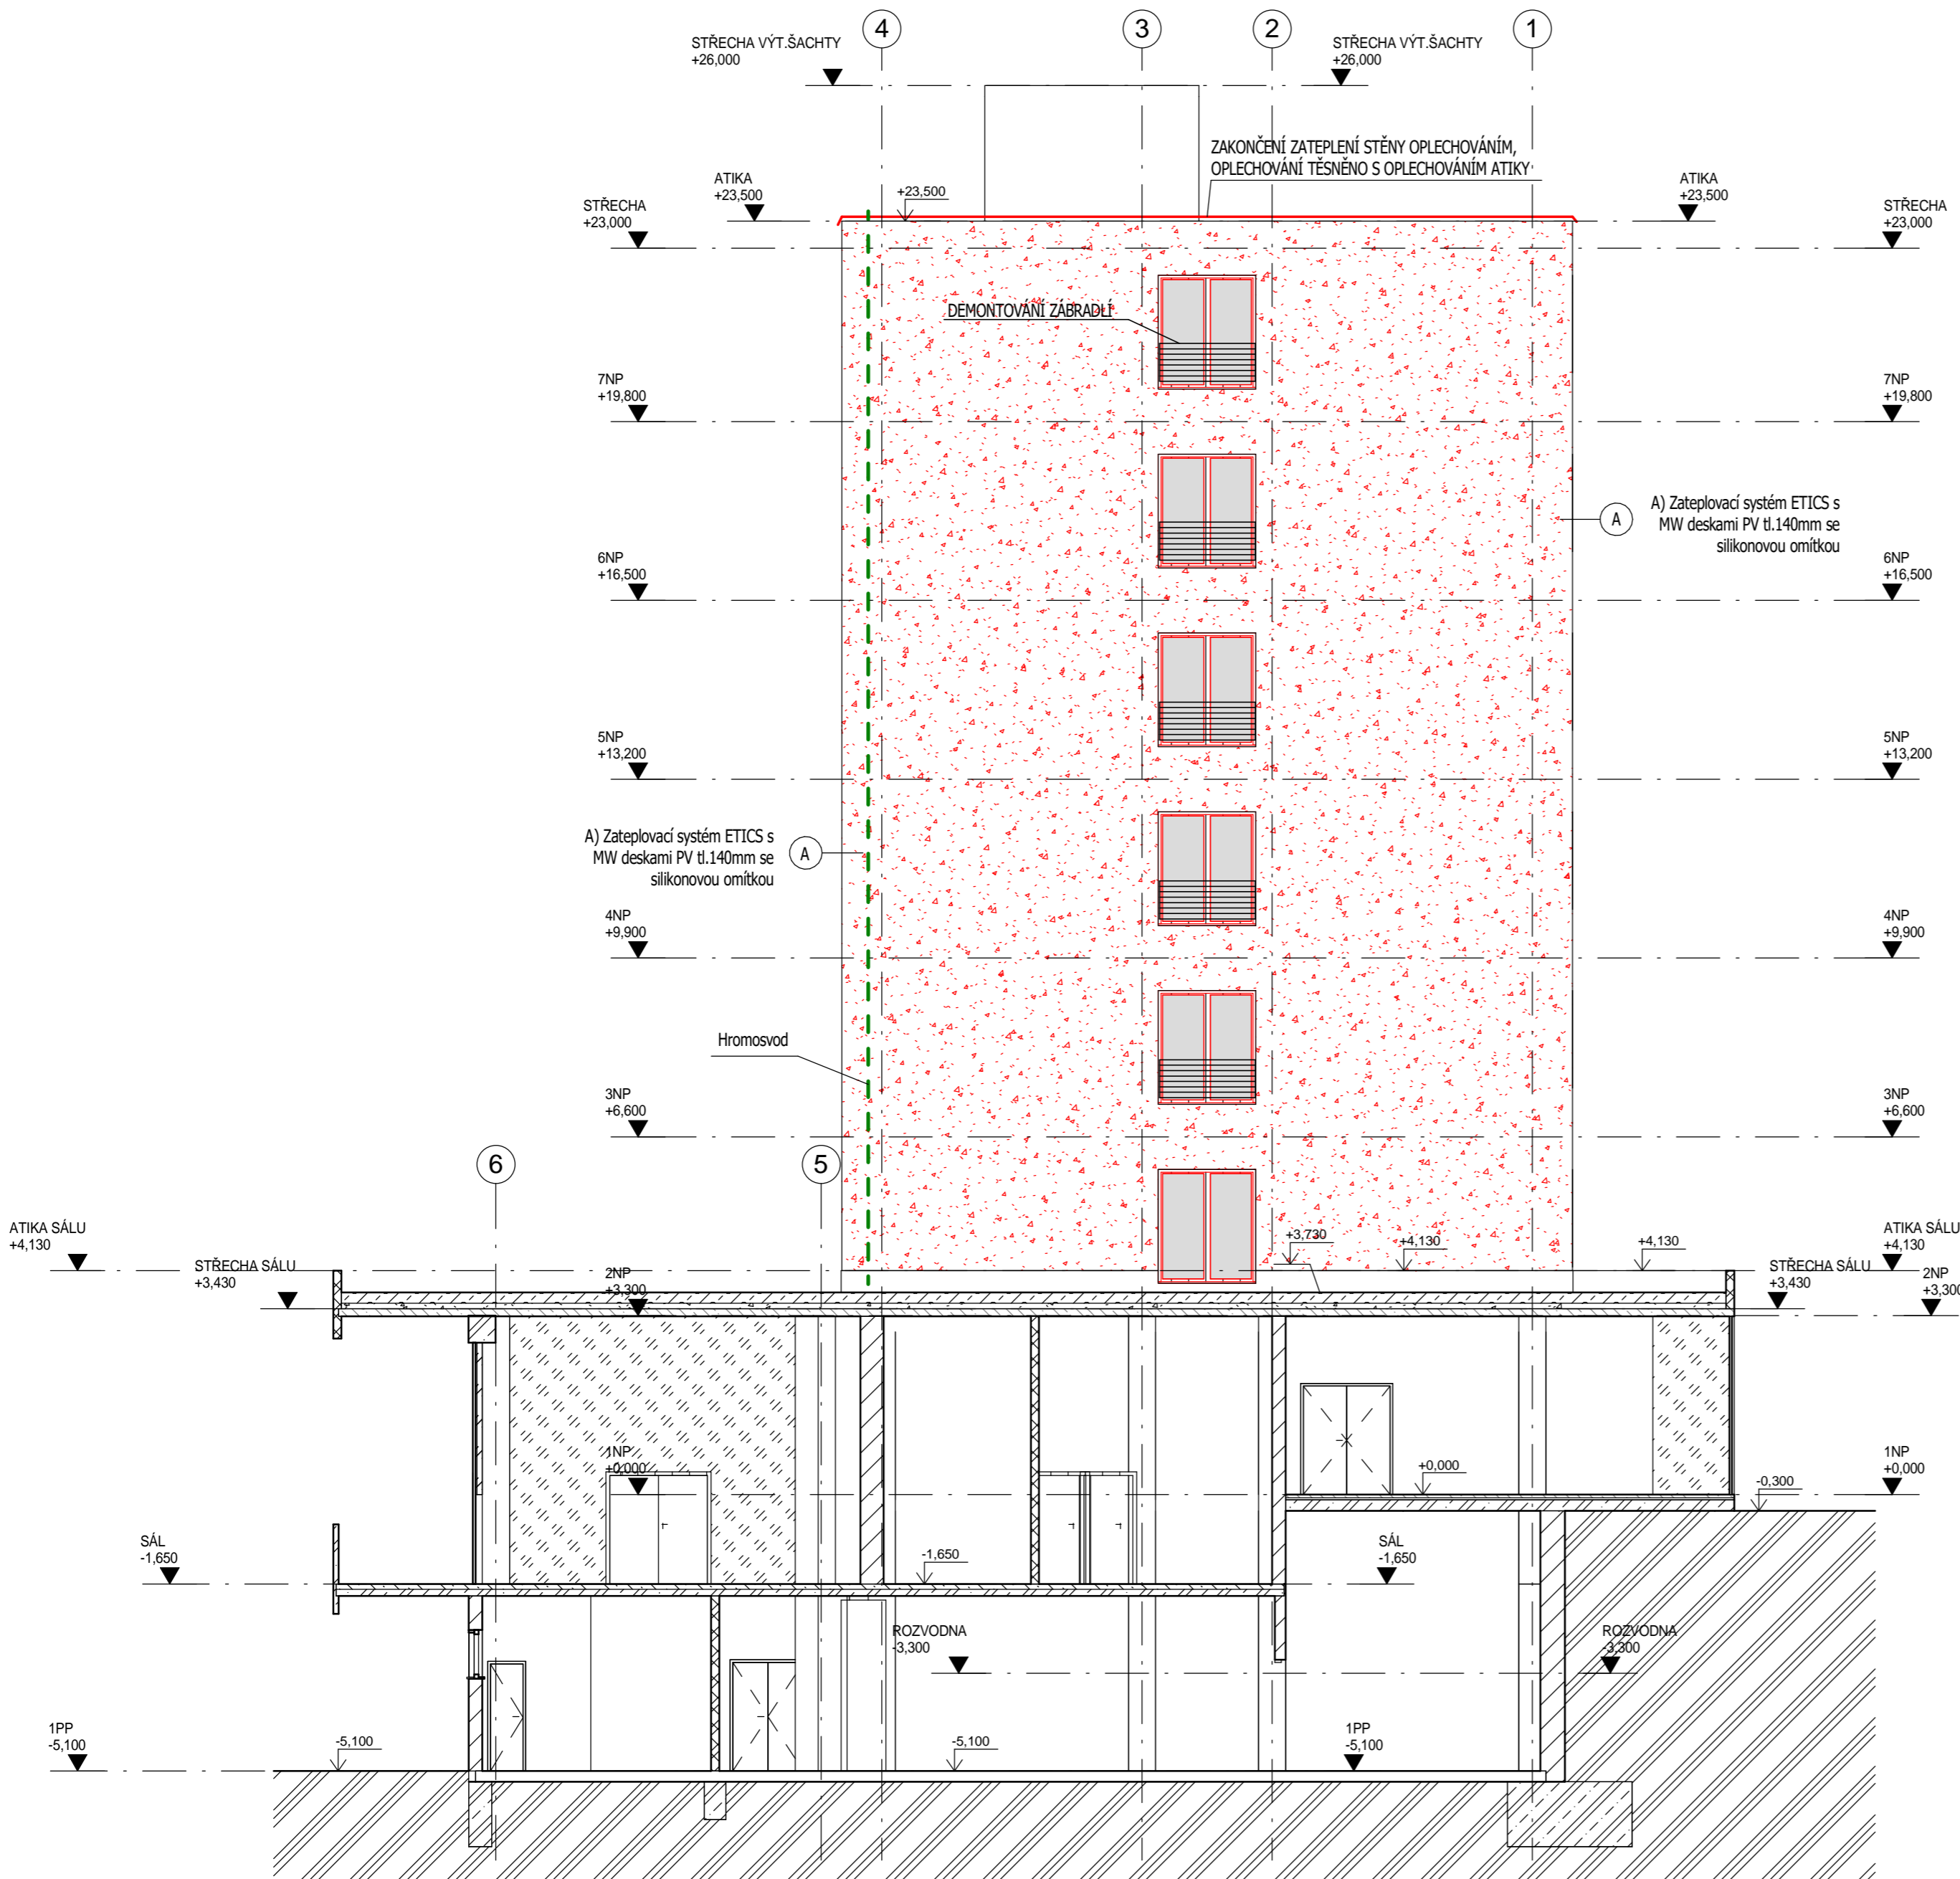 4
3
2
1
STŘECHA VÝT.ŠACHTY
+26,000
STŘECHA VÝT.ŠACHTY
+26,000
ZAKONČENÍ ZATEPLENÍ STĚNY OPLECHOVÁNÍM,
OPLECHOVÁNÍ TĚSNĚNO S OPLECHOVÁNÍM ATIKY
ATIKA
+23,500
+23,500
ATIKA
+23,500
STŘECHA
+23,000
STŘECHA
+23,000
DEMONTOVÁNÍ ZÁBRADLÍ
7NP
+19,800
7NP
+19,800
A
A) Zateplovací systém ETICS s
MW deskami PV tl.140mm se
silikonovou omítkou
6NP
+16,500
6NP
+16,500
5NP
+13,200
5NP
+13,200
A) Zateplovací systém ETICS s
MW deskami PV tl.140mm se
silikonovou omítkou
A
4NP
+9,900
4NP
+9,900
Hromosvod
3NP
+6,600
3NP
+6,600
6
5
ATIKA SÁLU
+4,130
STŘECHA SÁLU
+3,430
2NP
+3,300
+3,730
+4,130
+4,130
ATIKA SÁLU
+4,130
STŘECHA SÁLU
+3,430
2NP
+3,300
1NP
+0,000
+0,000
1NP
+0,000
-0,300
SÁL
-1,650
-1,650
SÁL
-1,650
ROZVODNA
-3,300
ROZVODNA
-3,300
1PP
-5,100
-5,100
-5,100
1PP
-5,100